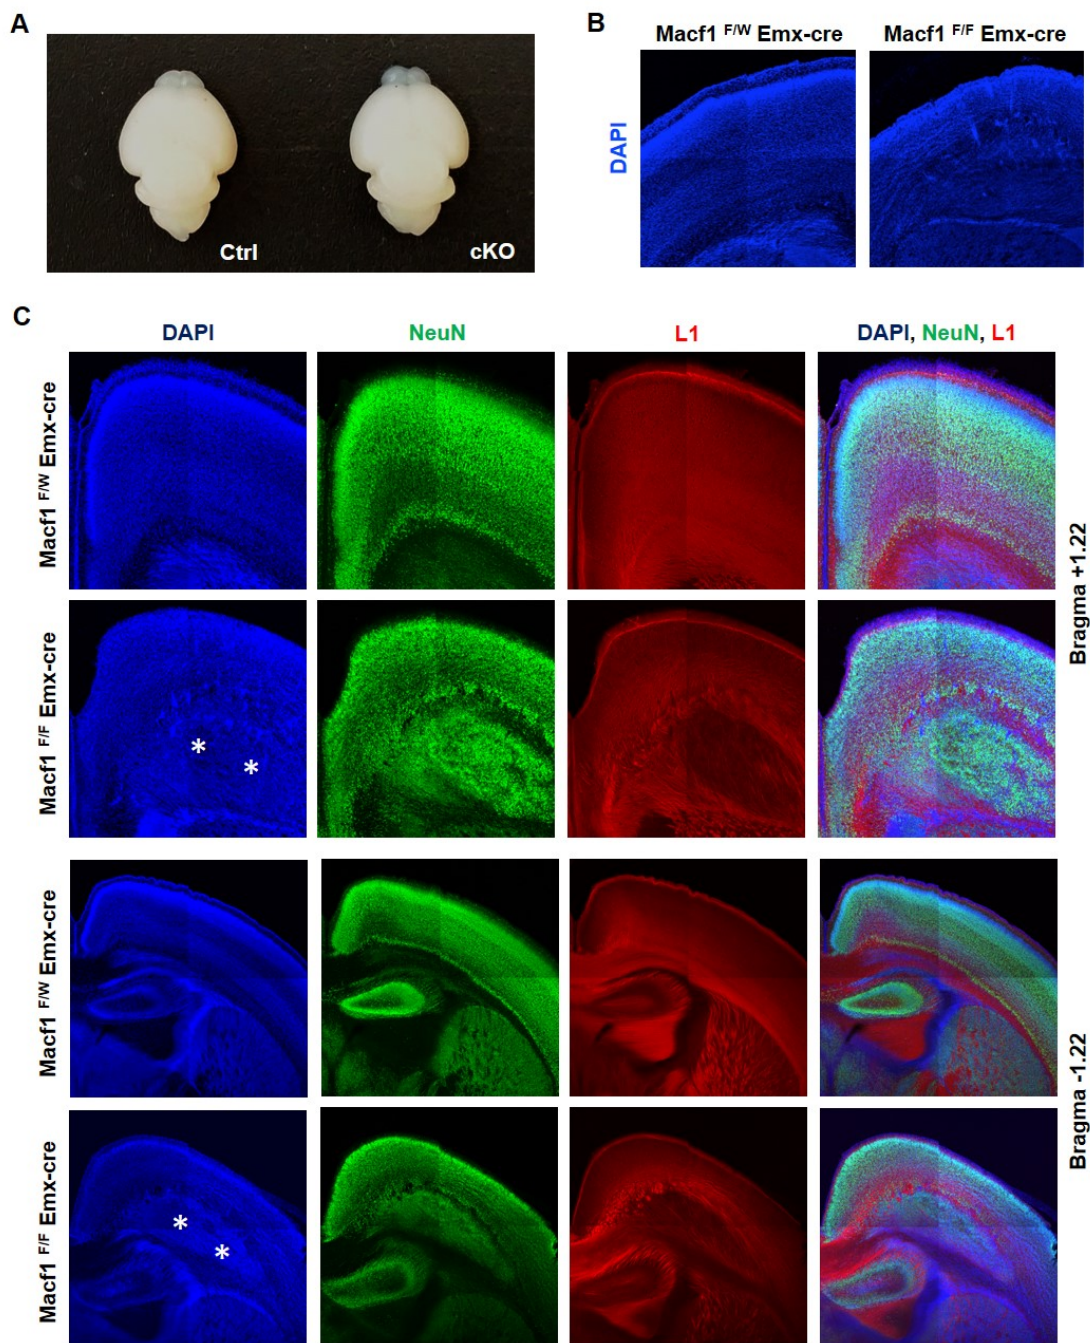 A
Ctrl
cKO
B
Macf1 F/W Emx-cre
Macf1 F/F Emx-cre
DAPI
C
DAPI
NeuN
L1
DAPI, NeuN, L1
Macf1 F/W Emx-cre
Macf1 F/F Emx-cre
* *
Bragma +1.22
Macf1 F/W Emx-cre
Macf1 F/F Emx-cre
* *
Bragma -1.22